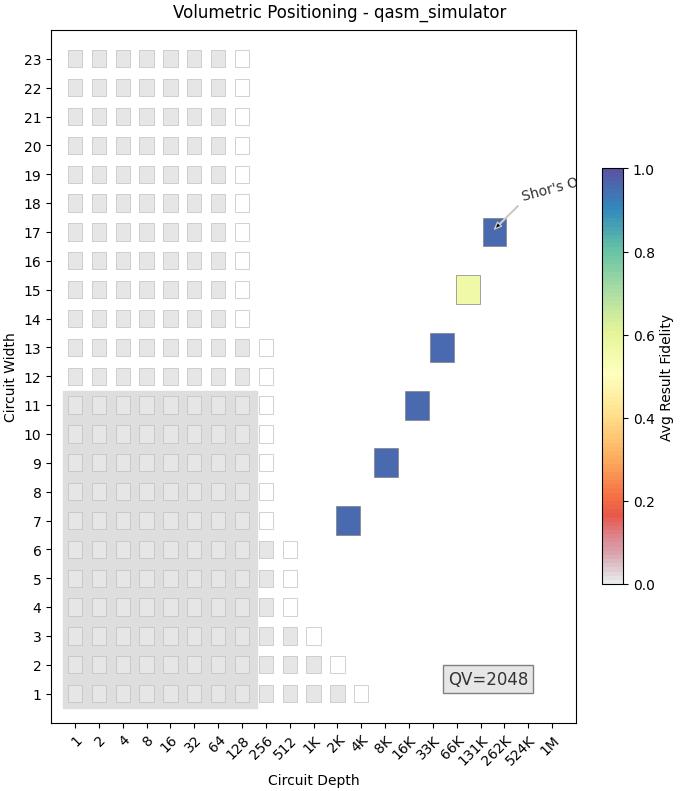 Volumetric Positioning - qasm_simulator
23
22
21
20
19
18
17
16
15
14
13
12
11
10
9
8
7
6
5
4
3
2
1
Circuit Width
Shor's O
QV=2048
1
2
4
8
16
32
64
128
256
512
1K
2K
4K
8K
16K
33K
66K
131K
262K
524K
1M
Circuit Depth
1.0
0.8
0.6
0.4
0.2
0.0
Avg Result Fidelity